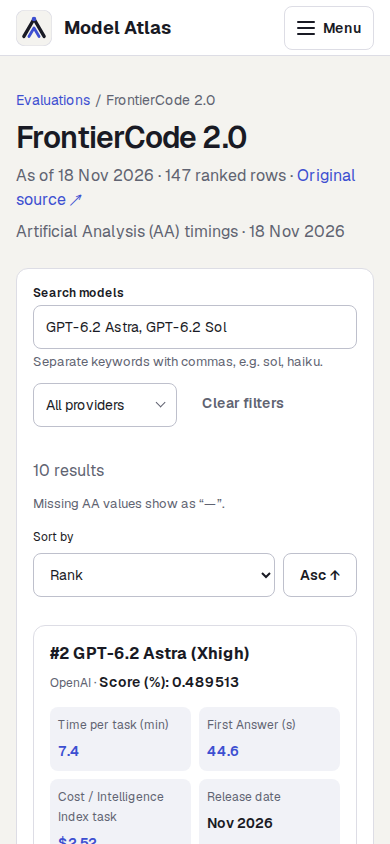 Model Atlas
Menu
Evaluations / FrontierCode 2.0
FrontierCode 2.0
As of 18 Nov 2026 · 147 ranked rows · Original
source ↗
Artificial Analysis (AA) timings · 18 Nov 2026
Search models
GPT-6.2 Astra, GPT-6.2 Sol
Separate keywords with commas, e.g. sol, haiku.
All providers
Clear filters
10 results
Missing AA values show as “—”.
Sort by
Rank
Asc ↑
#2 GPT-6.2 Astra (Xhigh)
OpenAI · Score (%): 0.489513
Time per task (min)
7.4
First Answer (s)
44.6
Cost / Intelligence
Index task
$2.52
Release date
Nov 2026